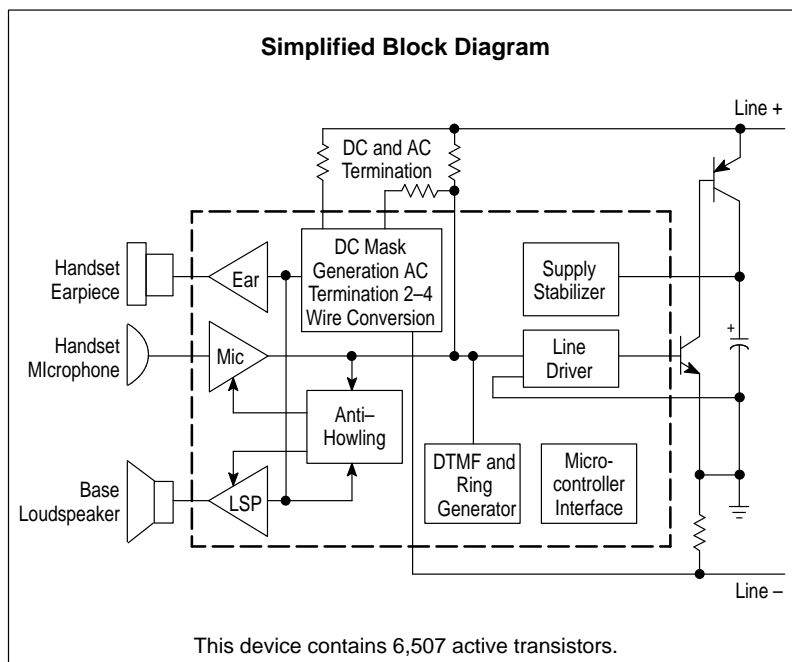 Simplified Block Diagram
Line +
DC and AC
Termination
Handset
Earpiece
Ear
DC Mask
Generation AC
Termination 2–4
Wire Conversion
Supply
Stabilizer
+
Handset
MIcrophone
Mic
Line
Driver
Anti–
Howling
Base
Loudspeaker
LSP
DTMF and
Ring
Generator
Micro-
controller
Interface
Line –
This device contains 6,507 active transistors.